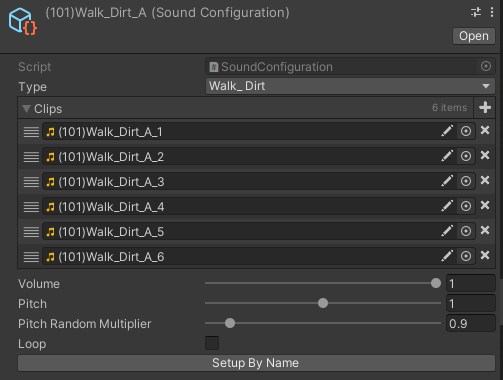 (101)Walk_Dirt_A (Sound Configuration)
Open
Script SoundConfiguration
Type Walk_ Dirt
Clips 6 items
(101)Walk_Dirt_A_1
(101)Walk_Dirt_A_2
(101)Walk_Dirt_A_3
(101)Walk_Dirt_A_4
(101)Walk_Dirt_A_5
(101)Walk_Dirt_A_6
Volume 1
Pitch 1
Pitch Random Multiplier 0.9
Loop
Setup By Name